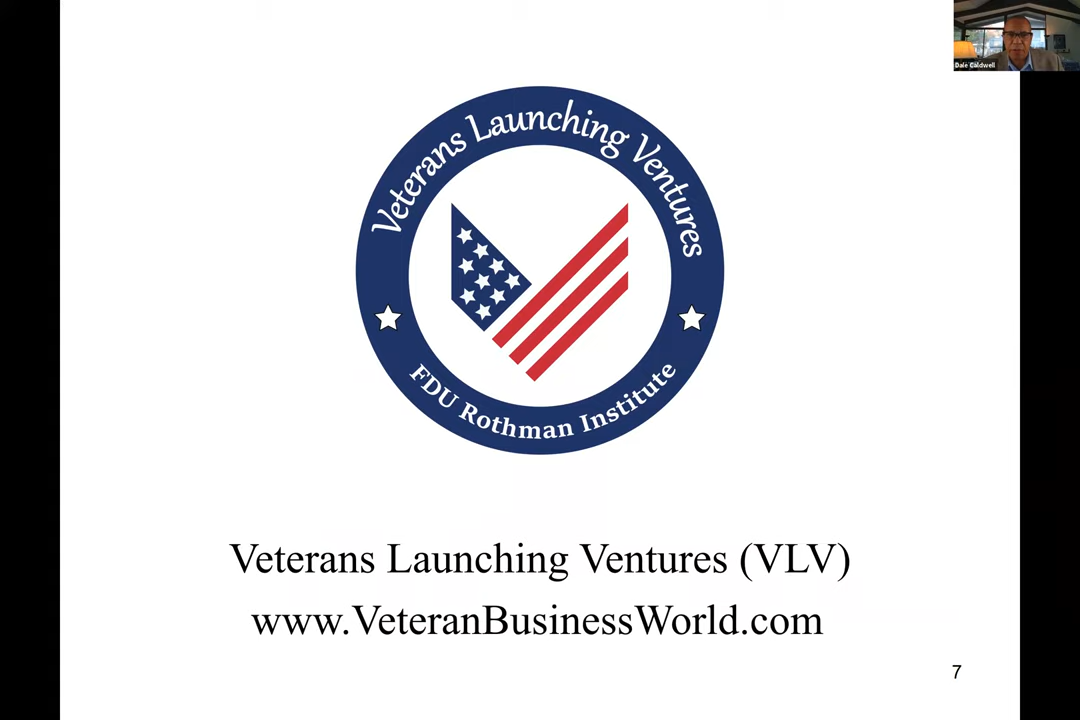 Dale Caldwell
Veterans Launching Ventures
FDU Rothman Institute
Veterans Launching Ventures (VLV)
www.VeteranBusinessWorld.com
7